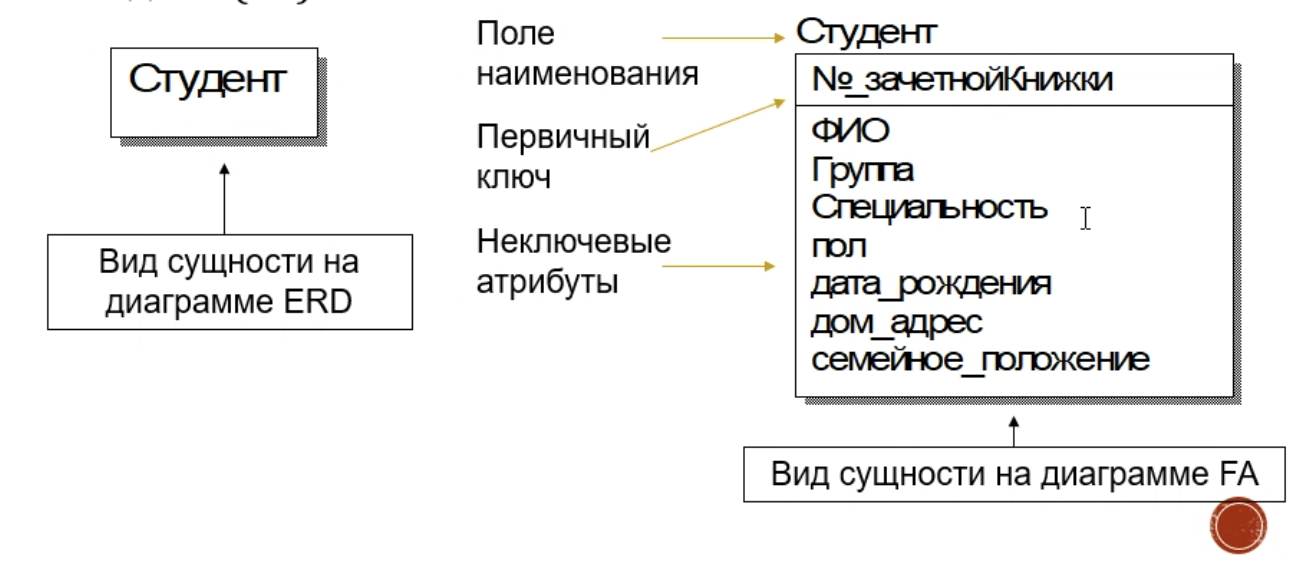 Студент
Вид сущности на
диаграмме ERD
Поле
наименования
Первичный
ключ
Неключевые
атрибуты
Студент
№_зачетнойКнижки
ФИО
Группа
Специальность
пол
дата_рождения
дом_адрес
семейное_положение
Вид сущности на диаграмме FA